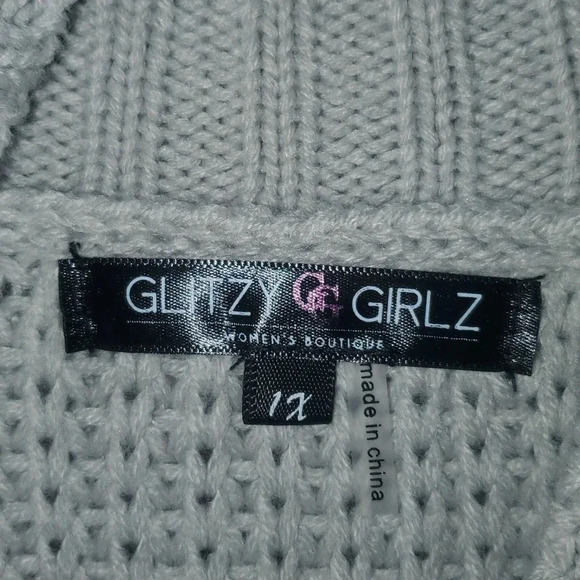 GLITZY GG GIRLZ
WOMEN'S BOUTIQUE
1X
made in china